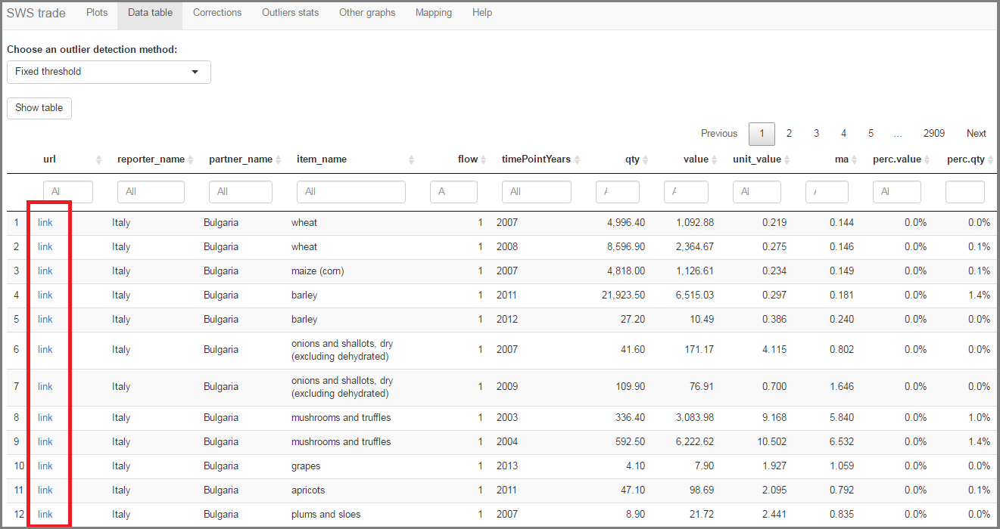 SWS trade Plots Data table Corrections Outliers stats Other graphs Mapping Help
Choose an outlier detection method:
Fixed threshold
Show table
Previous 1 2 3 4 5 … 2909 Next
url reporter_name partner_name item_name flow timePointYears qty value unit_value ma perc.value perc.qty
All All All All A All Al Al
1 link Italy Bulgaria wheat 1 2007 4,996.40 1,092.88 0.219 0.144 0.0% 0.0%
2 link Italy Bulgaria wheat 1 2008 8,596.90 2,364.67 0.275 0.146 0.0% 0.1%
3 link Italy Bulgaria maize (corn) 1 2007 4,818.00 1,126.61 0.234 0.149 0.0% 0.1%
4 link Italy Bulgaria barley 1 2011 21,923.50 6,515.03 0.297 0.181 0.0% 1.4%
5 link Italy Bulgaria barley 1 2012 27.20 10.49 0.386 0.240 0.0% 0.0%
6 link Italy Bulgaria onions and shallots, dry 1 2007 41.60 171.17 4.115 0.802 0.0% 0.0%
(excluding dehydrated)
7 link Italy Bulgaria onions and shallots, dry 1 2009 109.90 76.91 0.700 1.646 0.0% 0.0%
(excluding dehydrated)
8 link Italy Bulgaria mushrooms and truffles 1 2003 336.40 3,083.98 9.168 5.840 0.0% 1.0%
9 link Italy Bulgaria mushrooms and truffles 1 2004 592.50 6,222.62 10.502 6.532 0.0% 1.4%
10 link Italy Bulgaria grapes 1 2013 4.10 7.90 1.927 1.059 0.0% 0.0%
11 link Italy Bulgaria apricots 1 2011 47.10 98.69 2.095 0.792 0.0% 0.1%
12 link Italy Bulgaria plums and sloes 1 2007 8.90 21.72 2.441 0.835 0.0% 0.0%